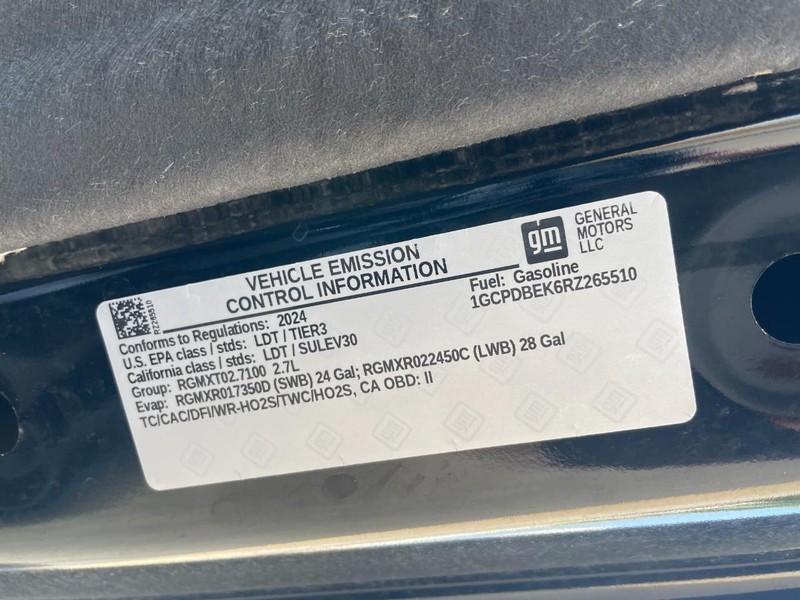 VEHICLE EMISSION
CONTROL INFORMATION
gm
GENERAL
MOTORS
LLC
RZ265510
Fuel: Gasoline
1GCPDBEK6RZ265510
Conforms to Regulations: 2024
U.S. EPA class / stds: LDT / TIER3
California class / stds: LDT / SULEV30
Group: RGMXT02.7100 2.7L
Evap: RGMXR017350D (SWB) 24 Gal; RGMXR022450C (LWB) 28 Gal
TC/CAC/DFI/WR-HO2S/TWC/HO2S, CA OBD: II